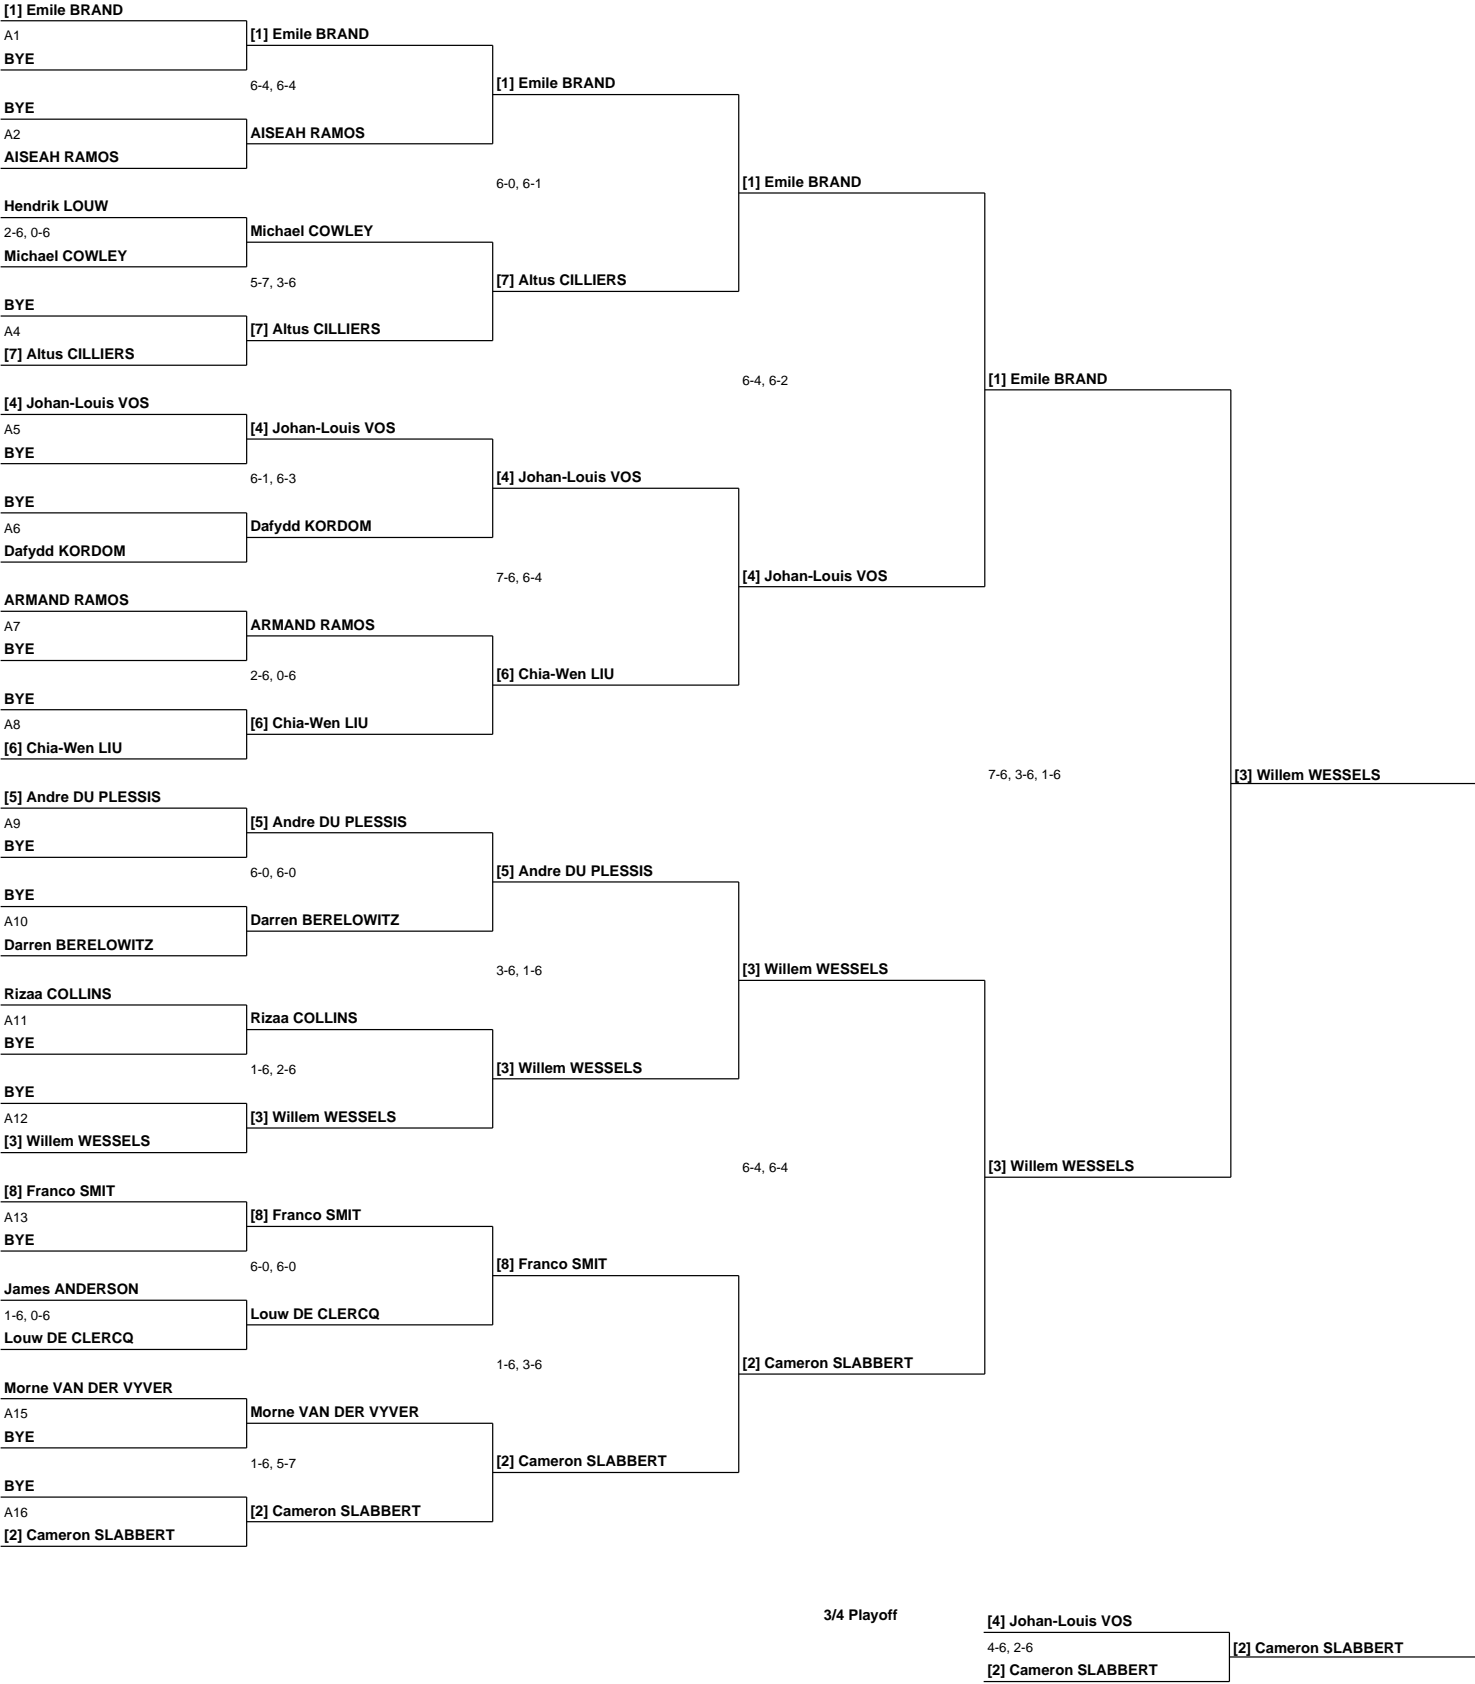 [1] Emile BRAND
A1
BYE
BYE
A2
AISEAH RAMOS
Hendrik LOUW
2-6, 0-6
Michael COWLEY
BYE
A4
[7] Altus CILLIERS
[4] Johan-Louis VOS
A5
BYE
BYE
A6
Dafydd KORDOM
ARMAND RAMOS
A7
BYE
BYE
A8
[6] Chia-Wen LIU
[5] Andre DU PLESSIS
A9
BYE
BYE
A10
Darren BERELOWITZ
Rizaa COLLINS
A11
BYE
BYE
A12
[3] Willem WESSELS
[8] Franco SMIT
A13
BYE
James ANDERSON
1-6, 0-6
Louw DE CLERCQ
Morne VAN DER VYVER
A15
BYE
BYE
A16
[2] Cameron SLABBERT
[1] Emile BRAND
6-4, 6-4
AISEAH RAMOS
Michael COWLEY
5-7, 3-6
[7] Altus CILLIERS
[4] Johan-Louis VOS
6-1, 6-3
Dafydd KORDOM
ARMAND RAMOS
2-6, 0-6
[6] Chia-Wen LIU
[5] Andre DU PLESSIS
6-0, 6-0
Darren BERELOWITZ
Rizaa COLLINS
1-6, 2-6
[3] Willem WESSELS
[8] Franco SMIT
6-0, 6-0
Louw DE CLERCQ
Morne VAN DER VYVER
1-6, 5-7
[2] Cameron SLABBERT
[1] Emile BRAND
6-0, 6-1
[7] Altus CILLIERS
[4] Johan-Louis VOS
7-6, 6-4
[6] Chia-Wen LIU
[5] Andre DU PLESSIS
3-6, 1-6
[3] Willem WESSELS
[8] Franco SMIT
1-6, 3-6
[2] Cameron SLABBERT
[1] Emile BRAND
6-4, 6-2
[4] Johan-Louis VOS
[3] Willem WESSELS
6-4, 6-4
[2] Cameron SLABBERT
[1] Emile BRAND
7-6, 3-6, 1-6
[3] Willem WESSELS
[3] Willem WESSELS
3/4 Playoff
[4] Johan-Louis VOS
4-6, 2-6
[2] Cameron SLABBERT
[2] Cameron SLABBERT